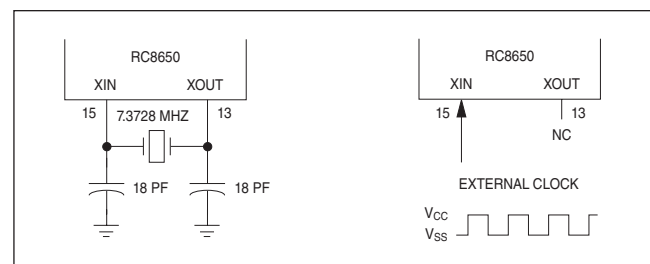 RC8650
XIN XOUT
15 13
7.3728 MHZ
18 PF 18 PF
RC8650
XIN XOUT
15 13
NC
EXTERNAL CLOCK
VCC
VSS